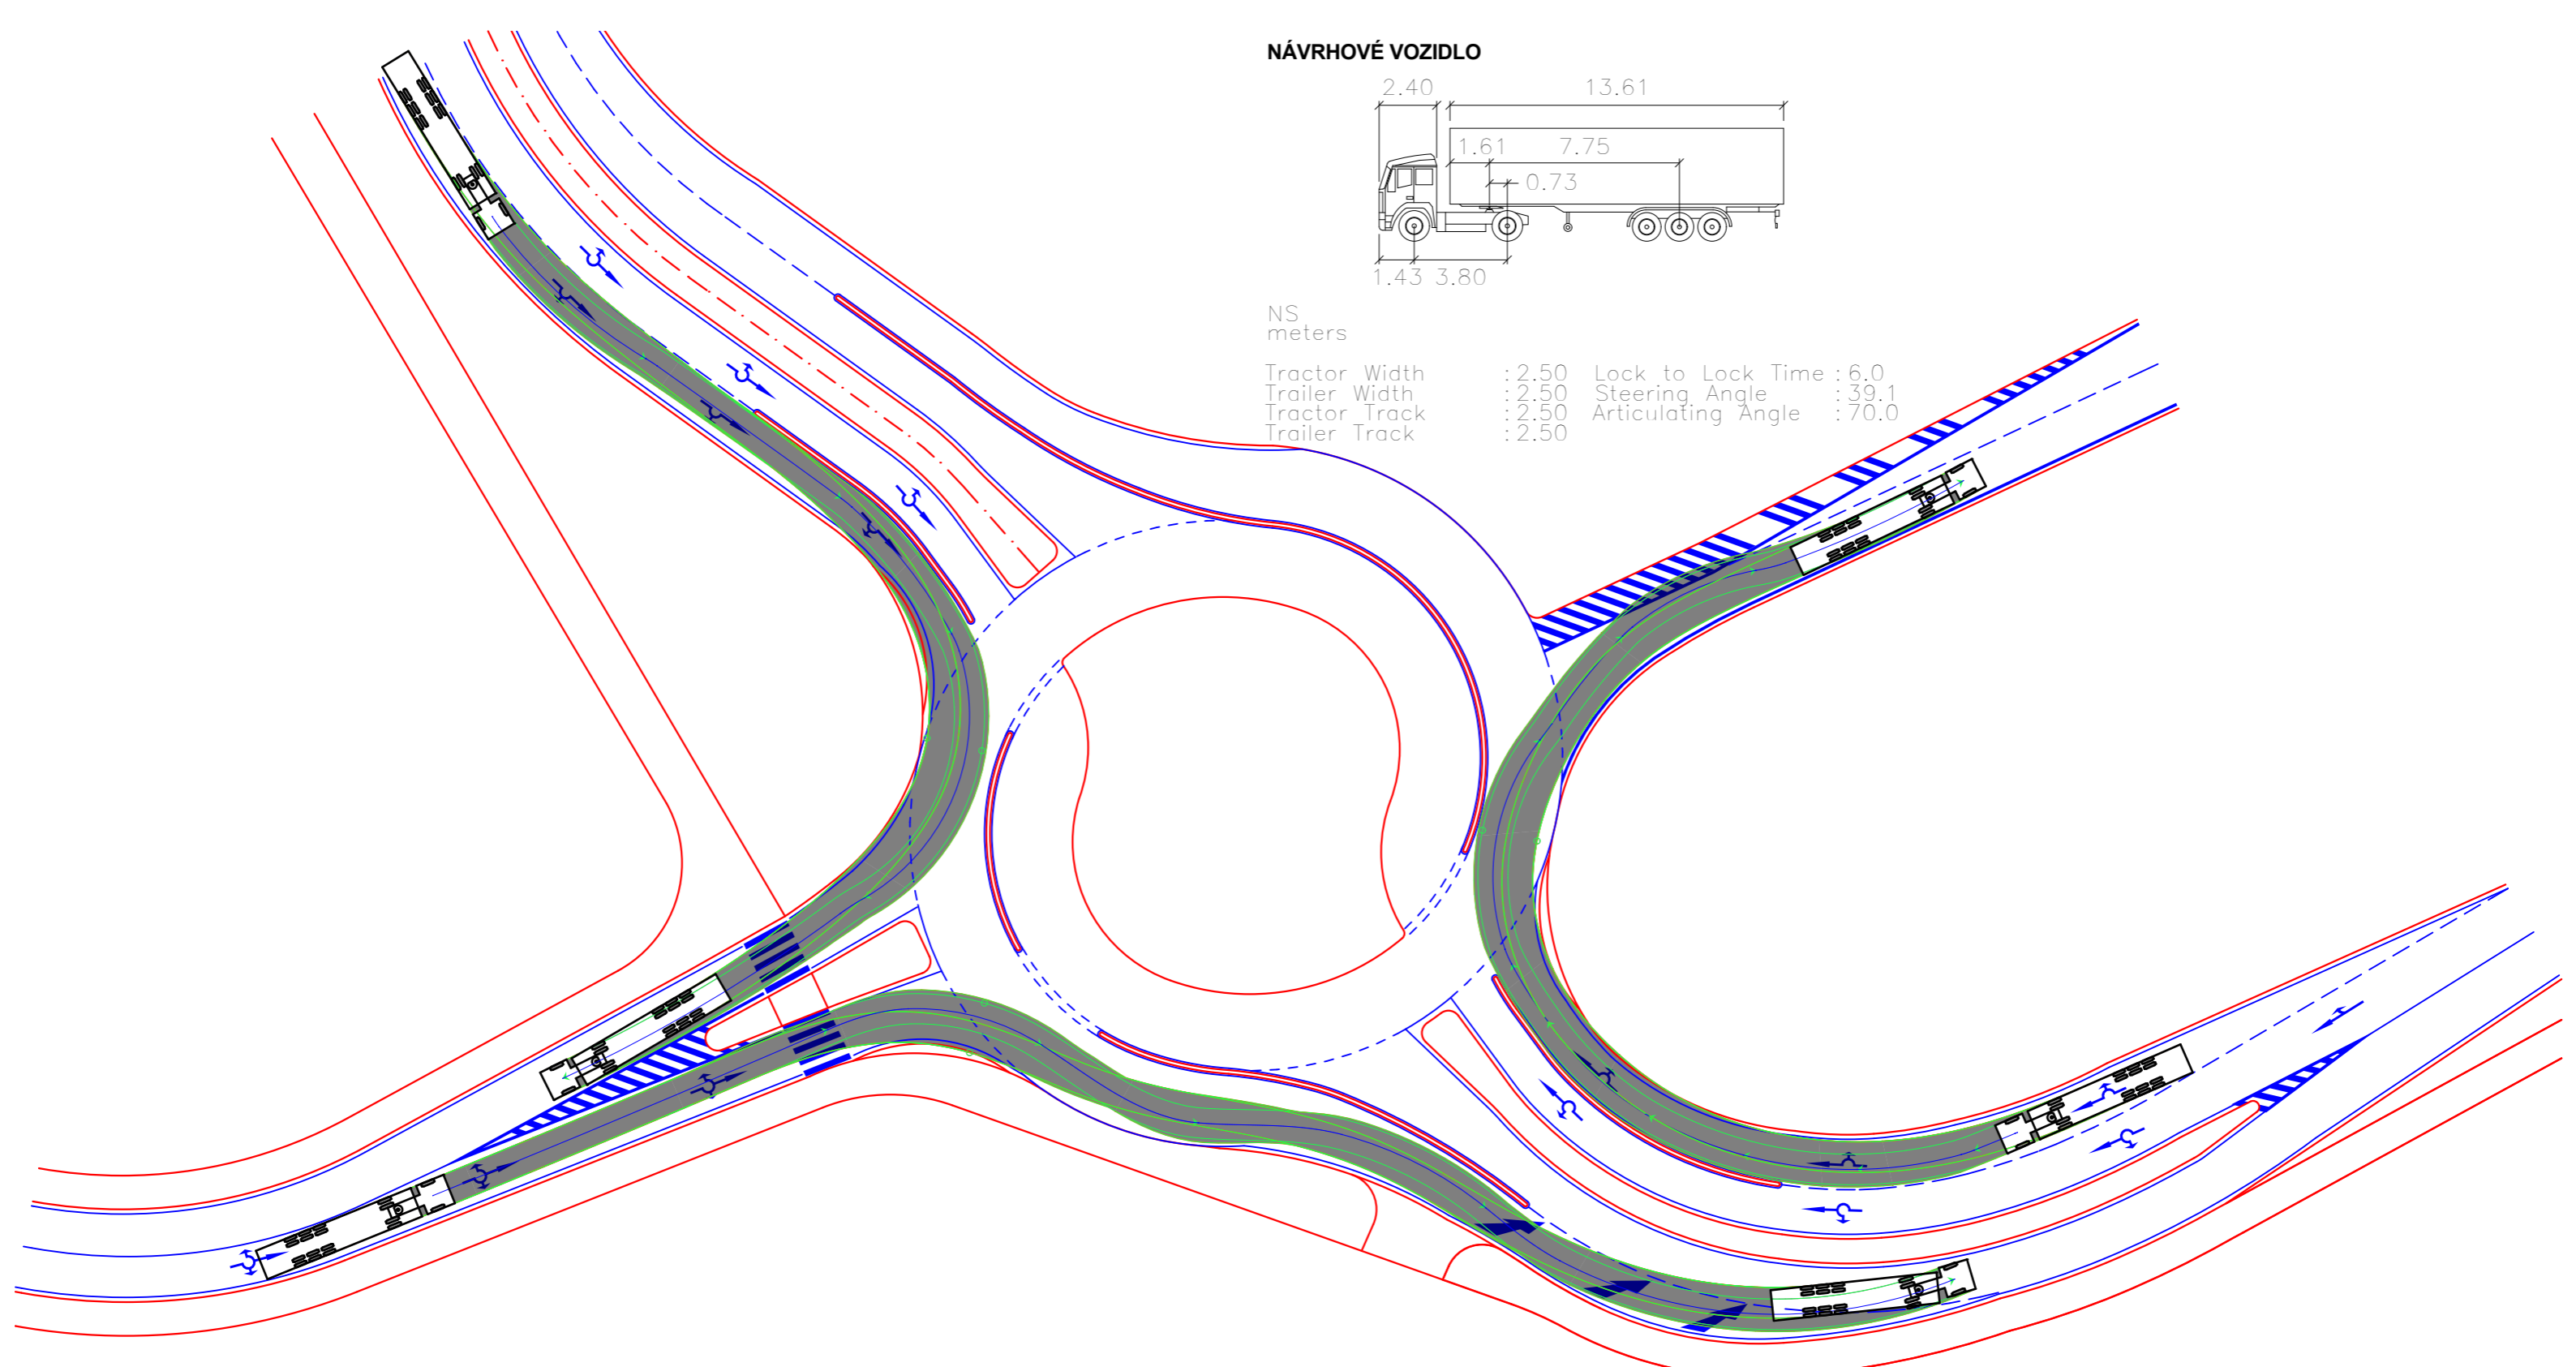 NÁVRHOVÉ VOZIDLO
2.40 13.61
1.61 7.75
0.73
1.43 3.80
NS
meters
Tractor Width : 2.50 Lock to Lock Time : 6.0
Trailer Width : 2.50 Steering Angle : 39.1
Tractor Track : 2.50 Articulating Angle : 70.0
Trailer Track : 2.50